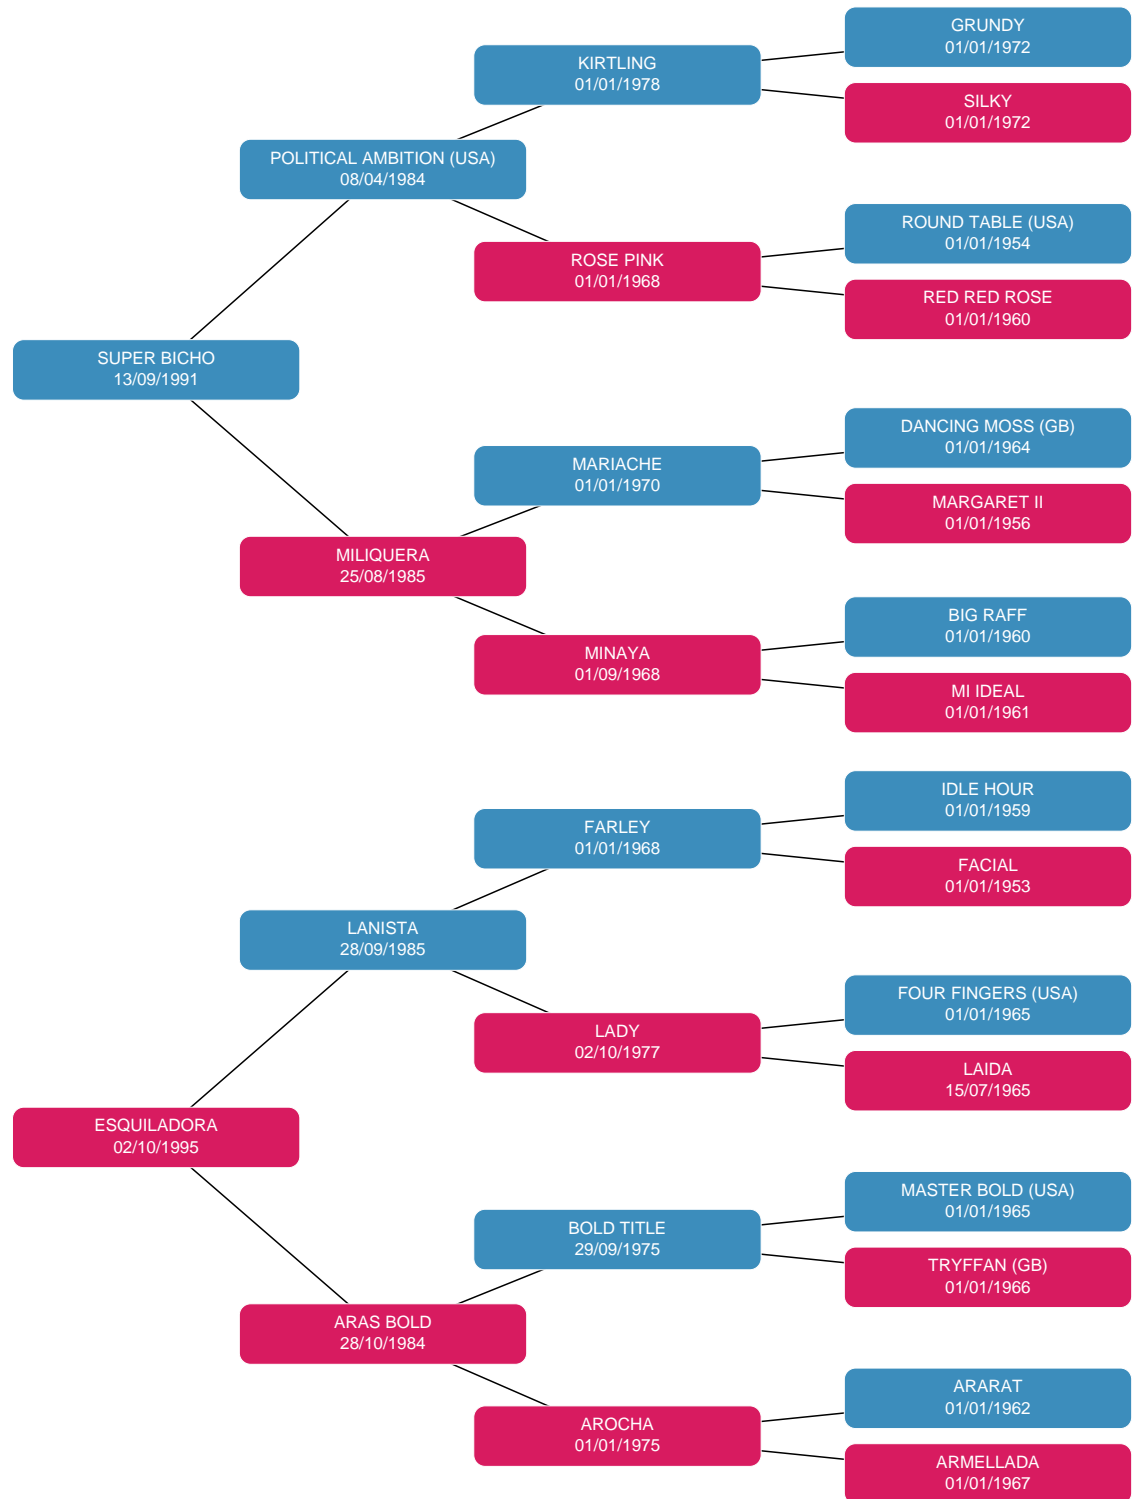 GRUNDY
01/01/1972
KIRTLING
01/01/1978
SILKY
01/01/1972
POLITICAL AMBITION (USA)
08/04/1984
ROUND TABLE (USA)
01/01/1954
ROSE PINK
01/01/1968
RED RED ROSE
01/01/1960
SUPER BICHO
13/09/1991
DANCING MOSS (GB)
01/01/1964
MARIACHE
01/01/1970
MARGARET II
01/01/1956
MILIQUERA
25/08/1985
BIG RAFF
01/01/1960
MINAYA
01/09/1968
MI IDEAL
01/01/1961
IDLE HOUR
01/01/1959
FARLEY
01/01/1968
FACIAL
01/01/1953
LANISTA
28/09/1985
FOUR FINGERS (USA)
01/01/1965
LADY
02/10/1977
LAIDA
15/07/1965
ESQUILADORA
02/10/1995
MASTER BOLD (USA)
01/01/1965
BOLD TITLE
29/09/1975
TRYFFAN (GB)
01/01/1966
ARAS BOLD
28/10/1984
ARARAT
01/01/1962
AROCHA
01/01/1975
ARMELLADA
01/01/1967